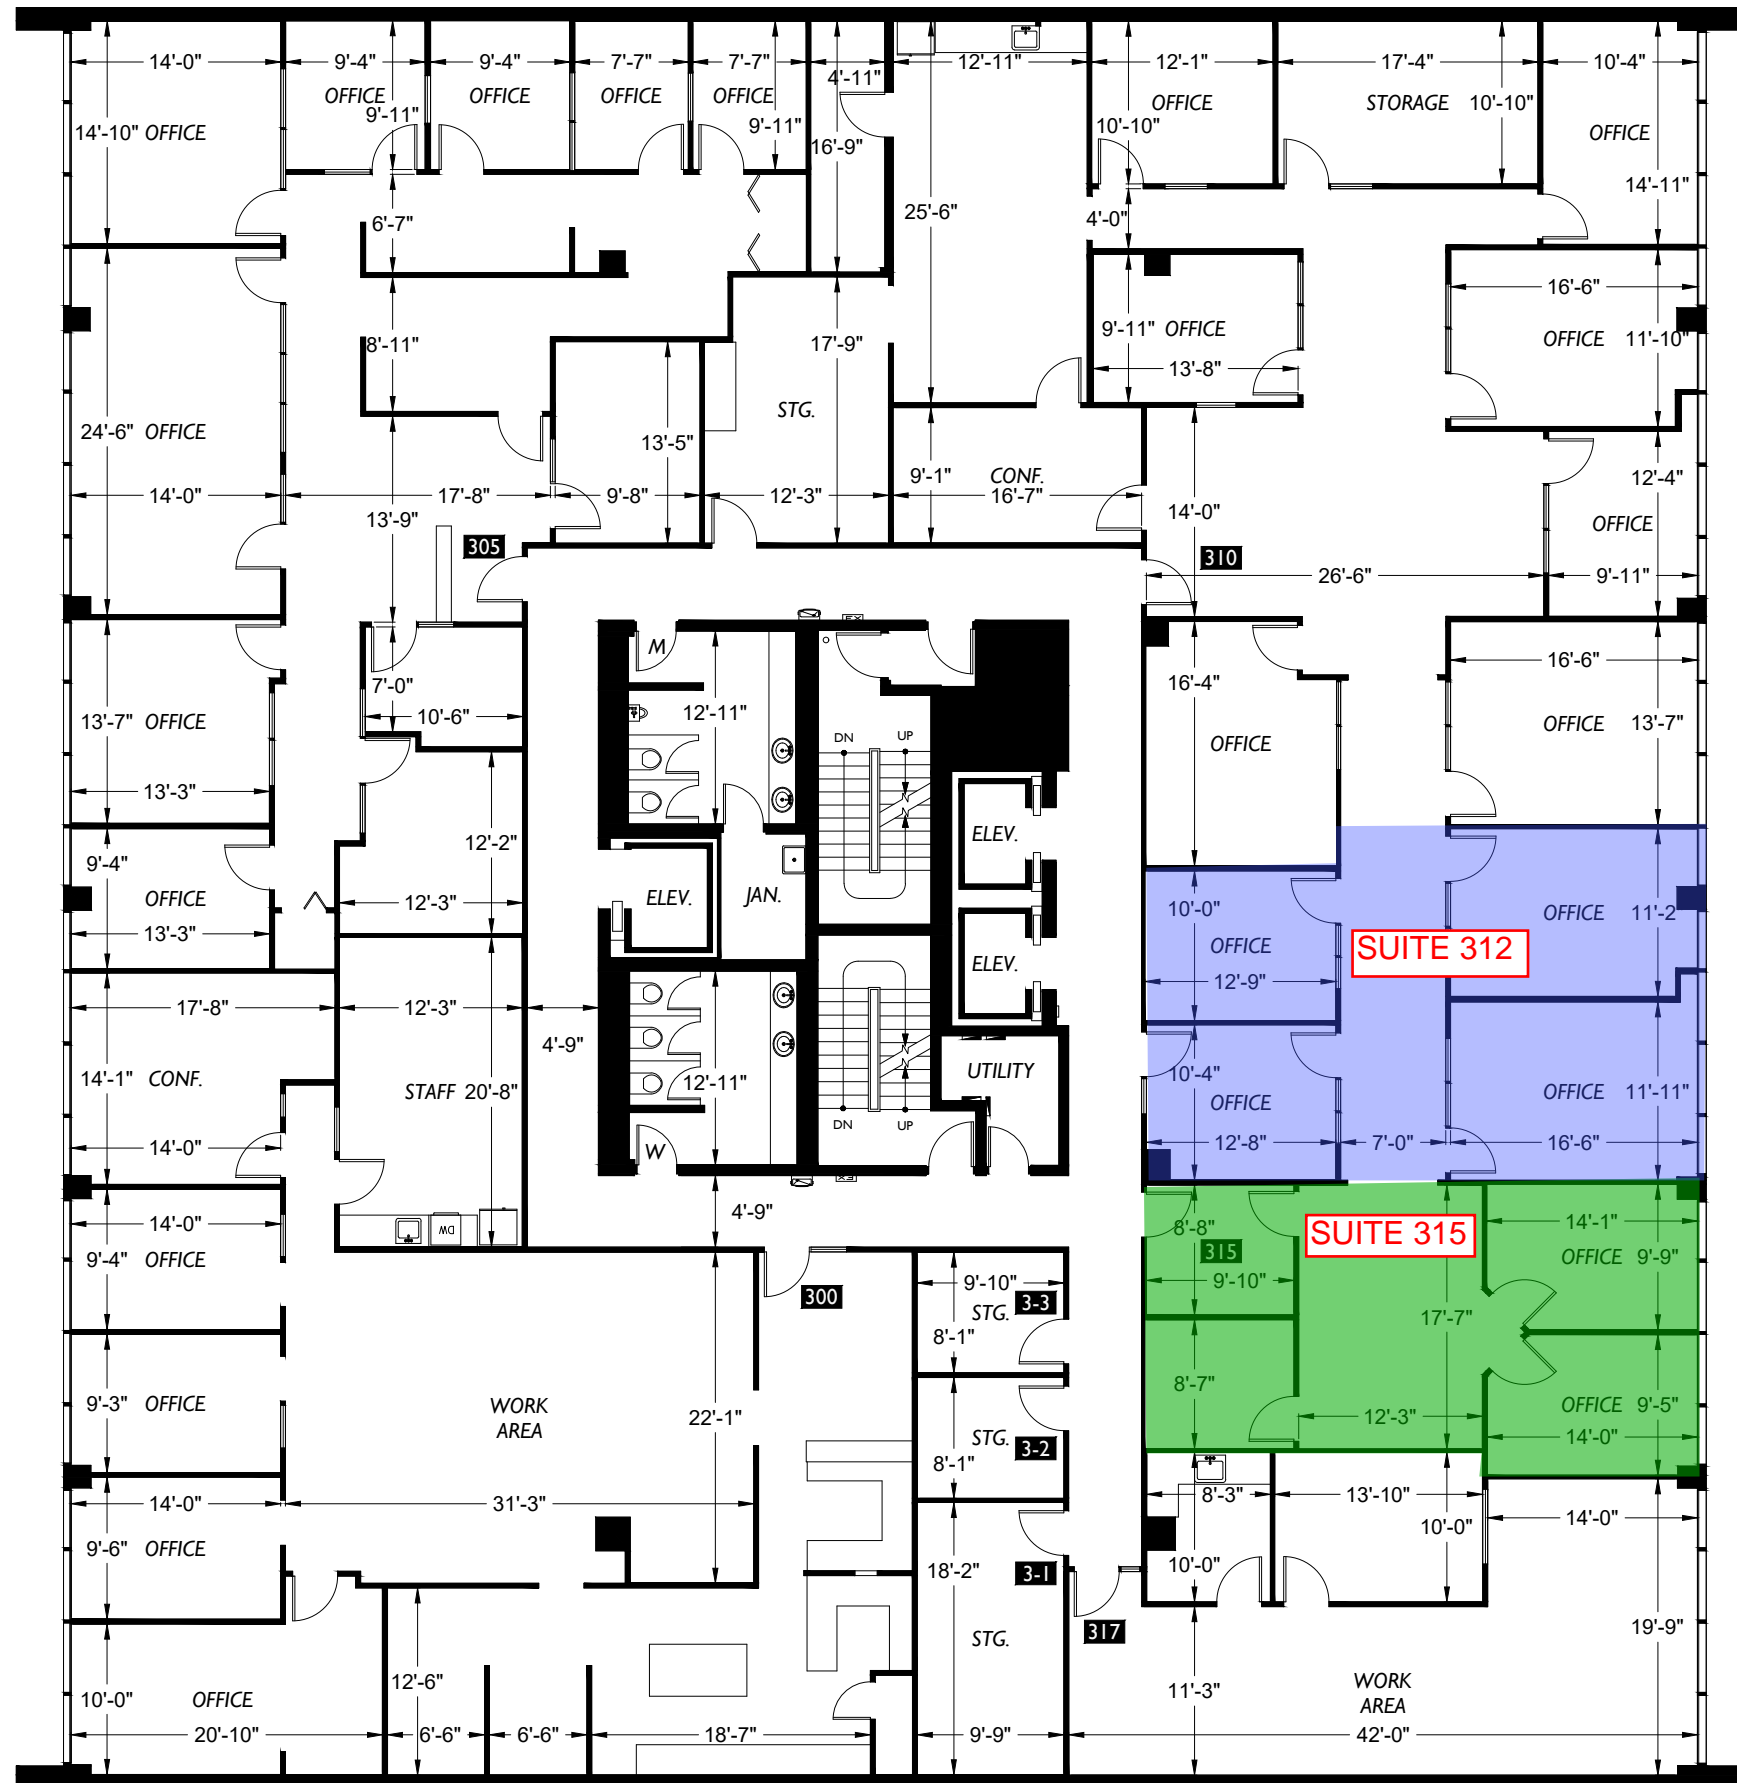 14'-0"
9'-4"
9'-4"
7'-7"
7'-7"
4'-11"
12'-11"
12'-1"
17'-4"
10'-4"
OFFICE
9'-11"
OFFICE
OFFICE
OFFICE
9'-11"
OFFICE
10'-10"
STORAGE 10'-10"
14'-10" OFFICE
16'-9"
OFFICE
14'-11"
6'-7"
25'-6"
4'-0"
16'-6"
8'-11"
17'-9"
9'-11" OFFICE
13'-8"
OFFICE 11'-10"
STG.
24'-6" OFFICE
13'-5"
9'-1"
CONF.
16'-7"
12'-4"
14'-0"
17'-8"
9'-8"
12'-3"
13'-9"
14'-0"
OFFICE
305
310
26'-6"
9'-11"
EX
M
7'-0"
10'-6"
12'-11"
16'-4"
16'-6"
13'-7" OFFICE
DN
UP
OFFICE
OFFICE 13'-7"
13'-3"
12'-2"
ELEV.
9'-4"
OFFICE
12'-3"
ELEV.
JAN.
10'-0"
OFFICE 11'-2
13'-3"
OFFICE
SUITE 312
ELEV.
12'-9"
17'-8"
12'-3"
4'-9"
14'-1" CONF.
STAFF 20'-8"
12'-11"
UTILITY
10'-4"
OFFICE
OFFICE 11'-11"
14'-0"
W
DN
UP
12'-8"
7'-0"
16'-6"
EX
14'-0"
DW
4'-9"
8'-8"
SUITE 315
14'-1"
9'-4" OFFICE
315
OFFICE 9'-9"
9'-10"
9'-10"
300
STG.
3-3
8'-1"
17'-7"
9'-3" OFFICE
WORK
AREA
22'-1"
8'-7"
12'-3"
OFFICE 9'-5"
14'-0"
STG.
3-2
8'-1"
14'-0"
31'-3"
8'-3"
13'-10"
14'-0"
10'-0"
9'-6" OFFICE
18'-2"
3-1
10'-0"
317
19'-9"
STG.
12'-6"
11'-3"
WORK
AREA
10'-0"
OFFICE
20'-10"
6'-6"
6'-6"
18'-7"
9'-9"
42'-0"